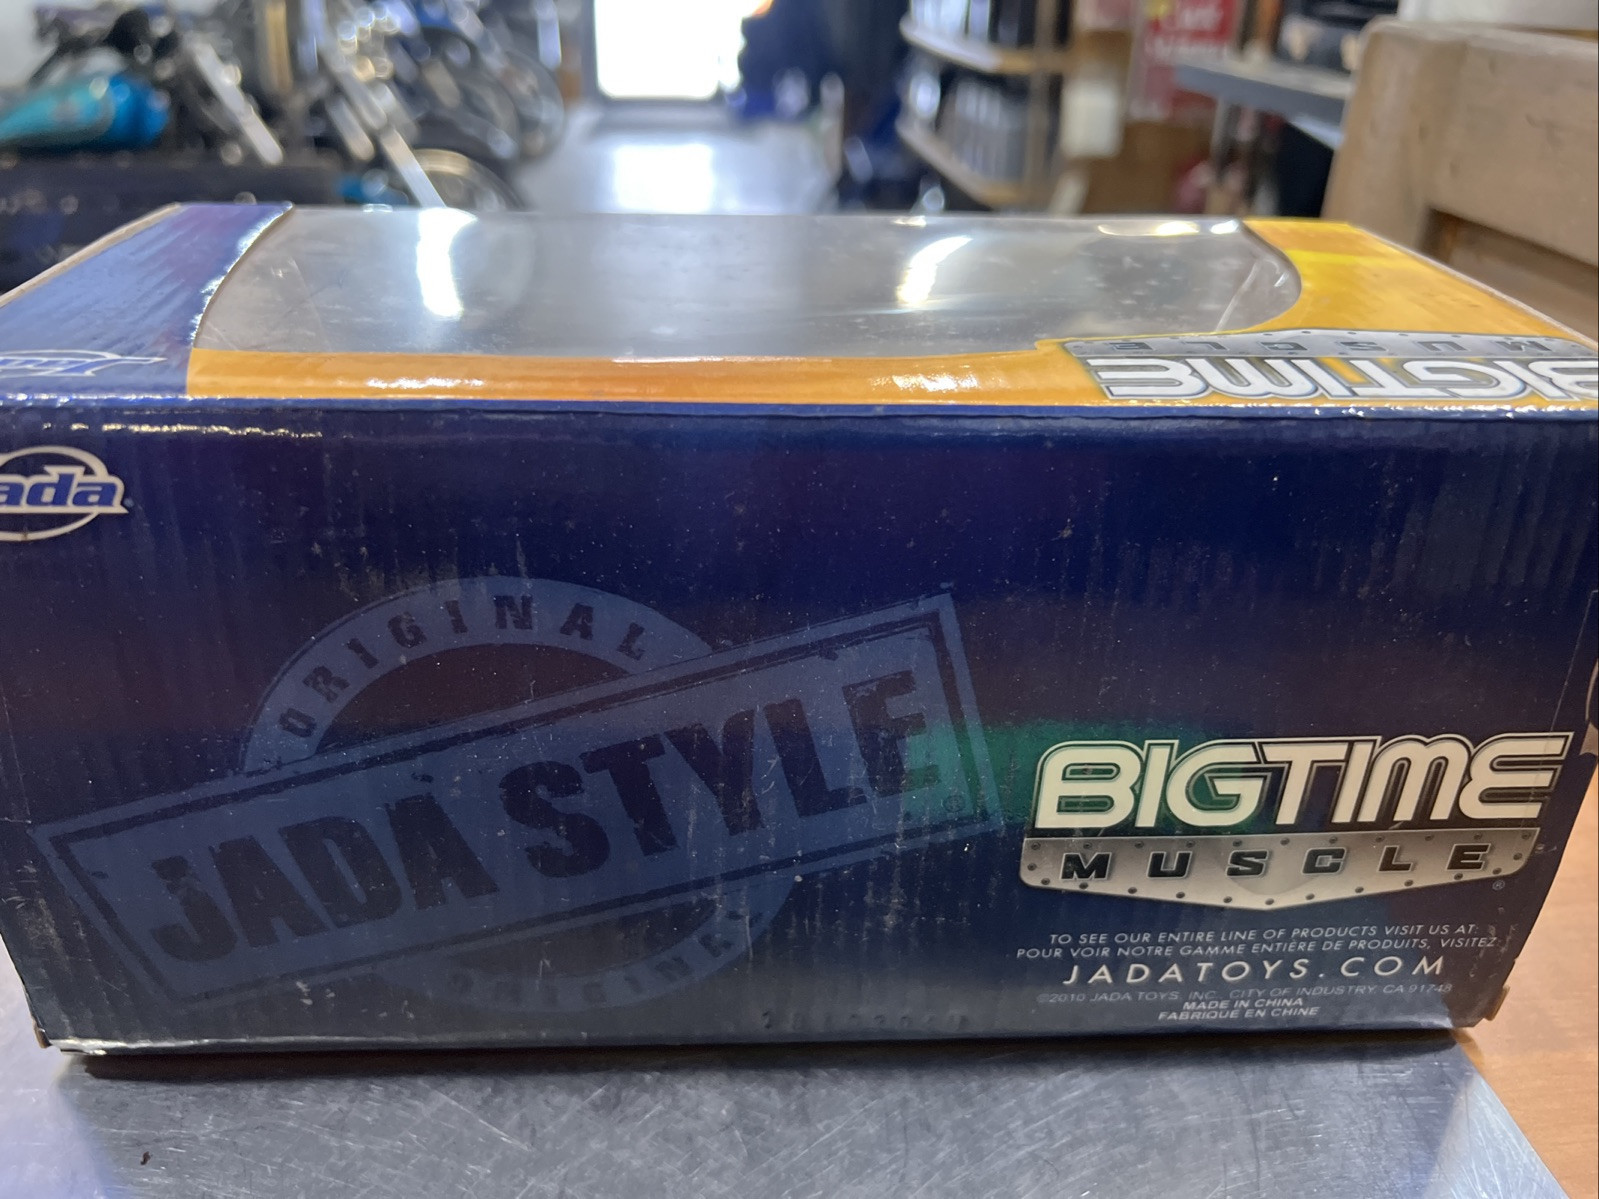 MUSCLE
BIGTIME
ada
ORIGINAL
JADA STYLE
ORIGINAL
BIGTIME
MUSCLE
TO SEE OUR ENTIRE LINE OF PRODUCTS VISIT US AT:
POUR VOIR NOTRE GAMME ENTIÈRE DE PRODUITS, VISITEZ:
JADATOYS.COM
©2010 JADA TOYS, INC., CITY OF INDUSTRY, CA 91748
MADE IN CHINA
FABRIQUE EN CHINE